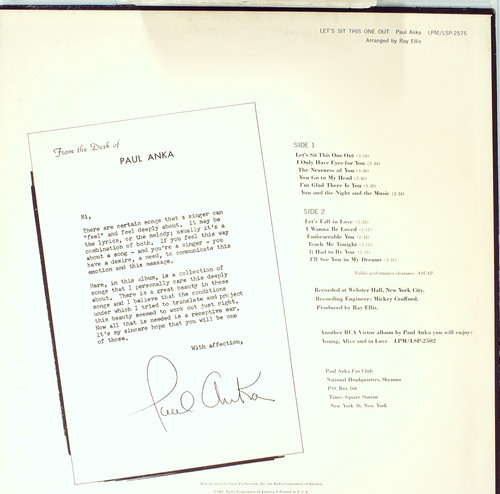 LET'S SIT THIS ONE OUT Paul Anka LPM/LSP-2575
Arranged by Ray Ellis
From the Desk of
PAUL ANKA
Hi,
There are certain songs that a singer can
"feel" and feel deeply about. It may be
the lyrics, or the melody; usually it's a
combination of both. If you feel this way
about a song - and you're a singer - you
have a desire, a need, to communicate this
emotion and this message.
Here, in this album, is a collection of
songs that I personally care this deeply
about. There is great beauty in these
songs and I believe that the conditions
under which I tried to translate and project
this beauty seemed to work out just right.
Now all that is needed is a receptive ear.
It's my sincere hope that you will be one
of those.
With affection,
Paul Anka
SIDE 1
Let's Sit This One Out
I Only Have Eyes for You
The Nearness of You
You Go to My Head
I'm Glad There Is You
You and the Night and the Music
SIDE 2
Let's Fall in Love
I Wanna Be Loved
Unforgettable You
Teach Me Tonight
It Had to Be You
I'll See You in My Dreams
Public performance clearance—ASCAP
Recorded at Webster Hall, New York City.
Recording Engineer: Mickey Crofford.
Produced by Ray Ellis.
Another RCA Victor album by Paul Anka you will enjoy:
Young, Alive and in Love LPM/LSP-2502
Paul Anka Fan Club
National Headquarters, Shyanna
P.O. Box 166
Times Square Station
New York 36, New York